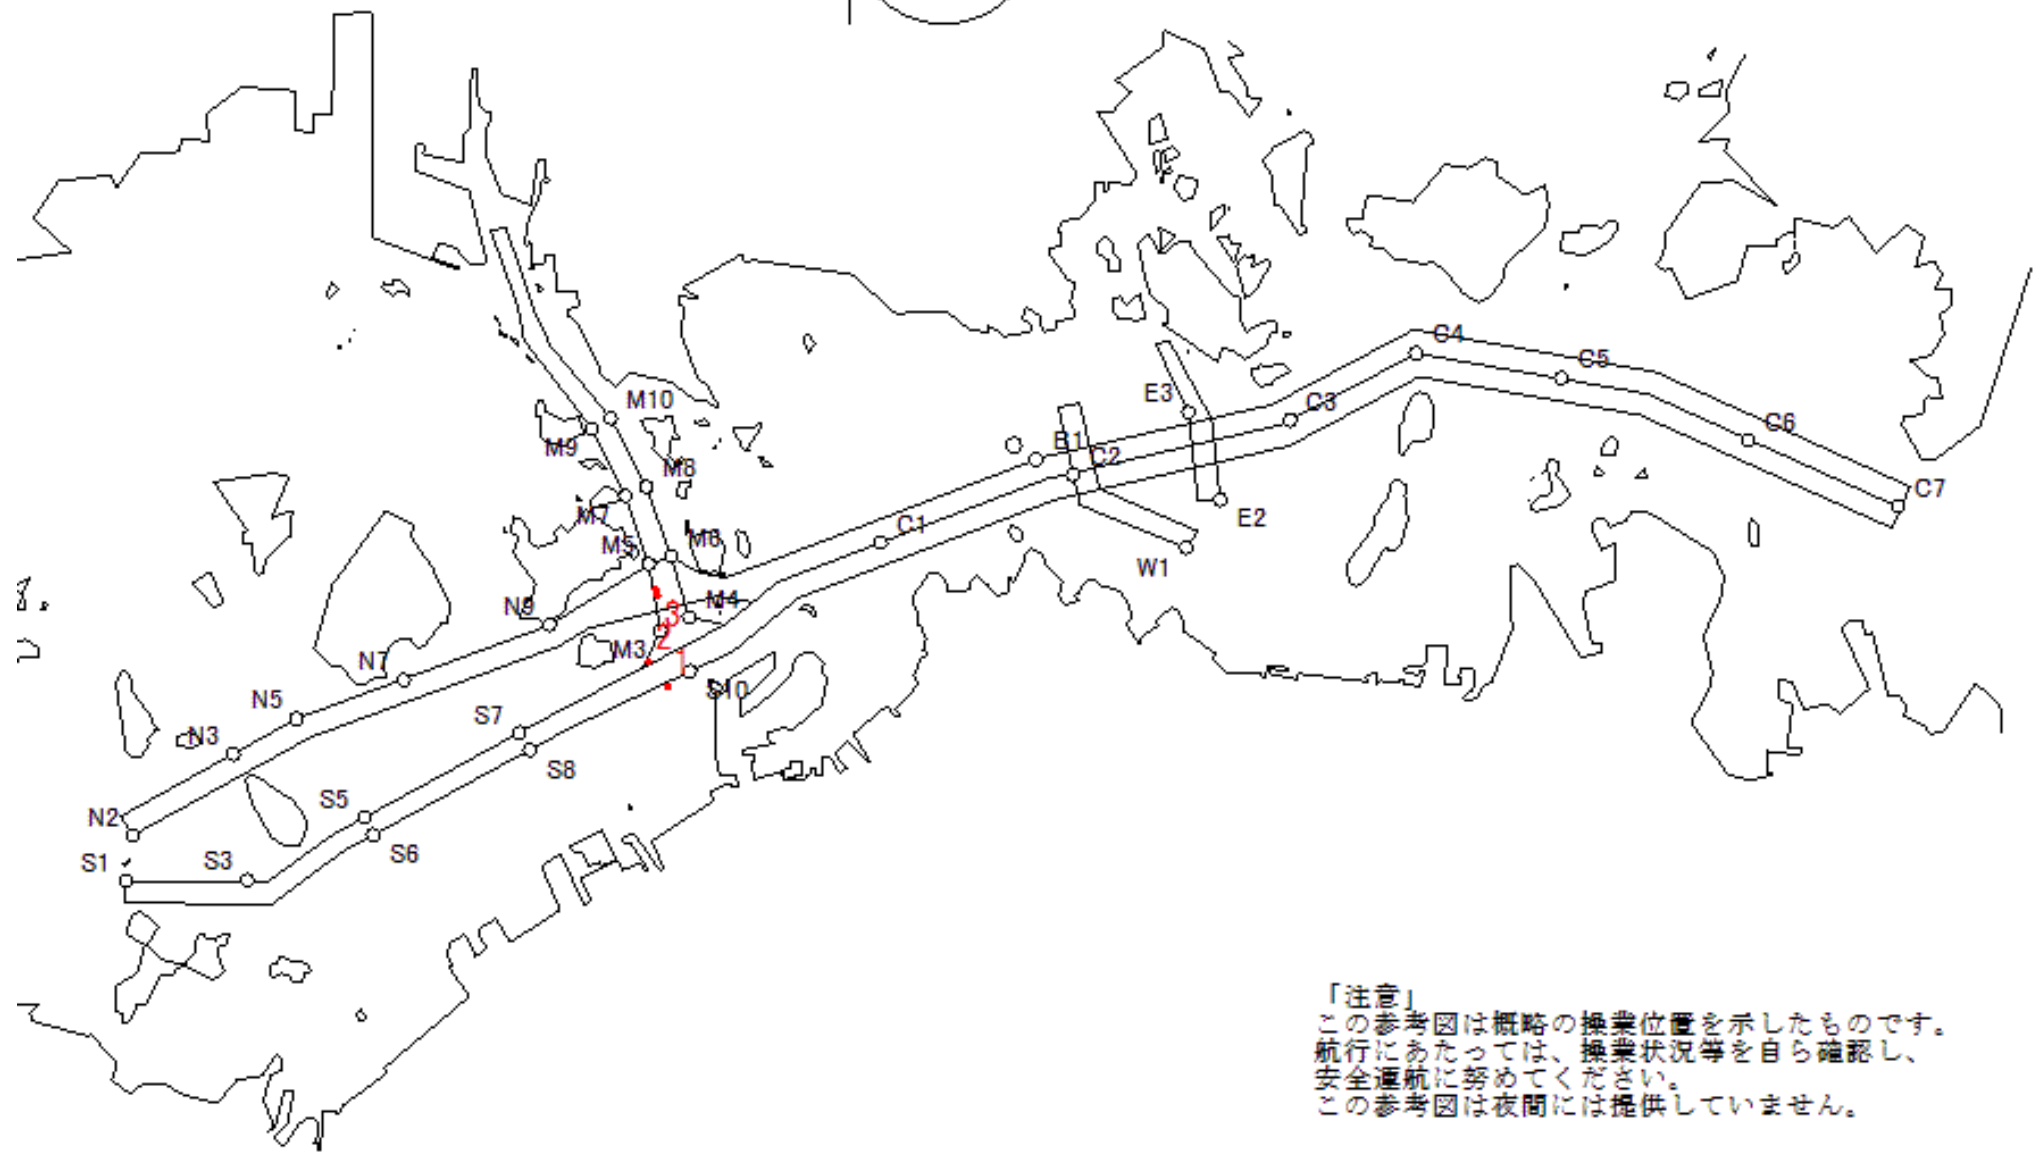 C4
C5
M10
E3
C3
C6
M9
B1
C2
M8
C7
M7
E2
C1
M5
M6
W1
N9
M4
3
2
M3
1
N7
S10
N5
S7
N3
S8
S5
N2
S6
S1
S3
「注意」
この参考図は概略の操業位置を示したものです。
航行にあたっては、操業状況等を自ら確認し、
安全運航に努めてください。
この参考図は夜間には提供していません。